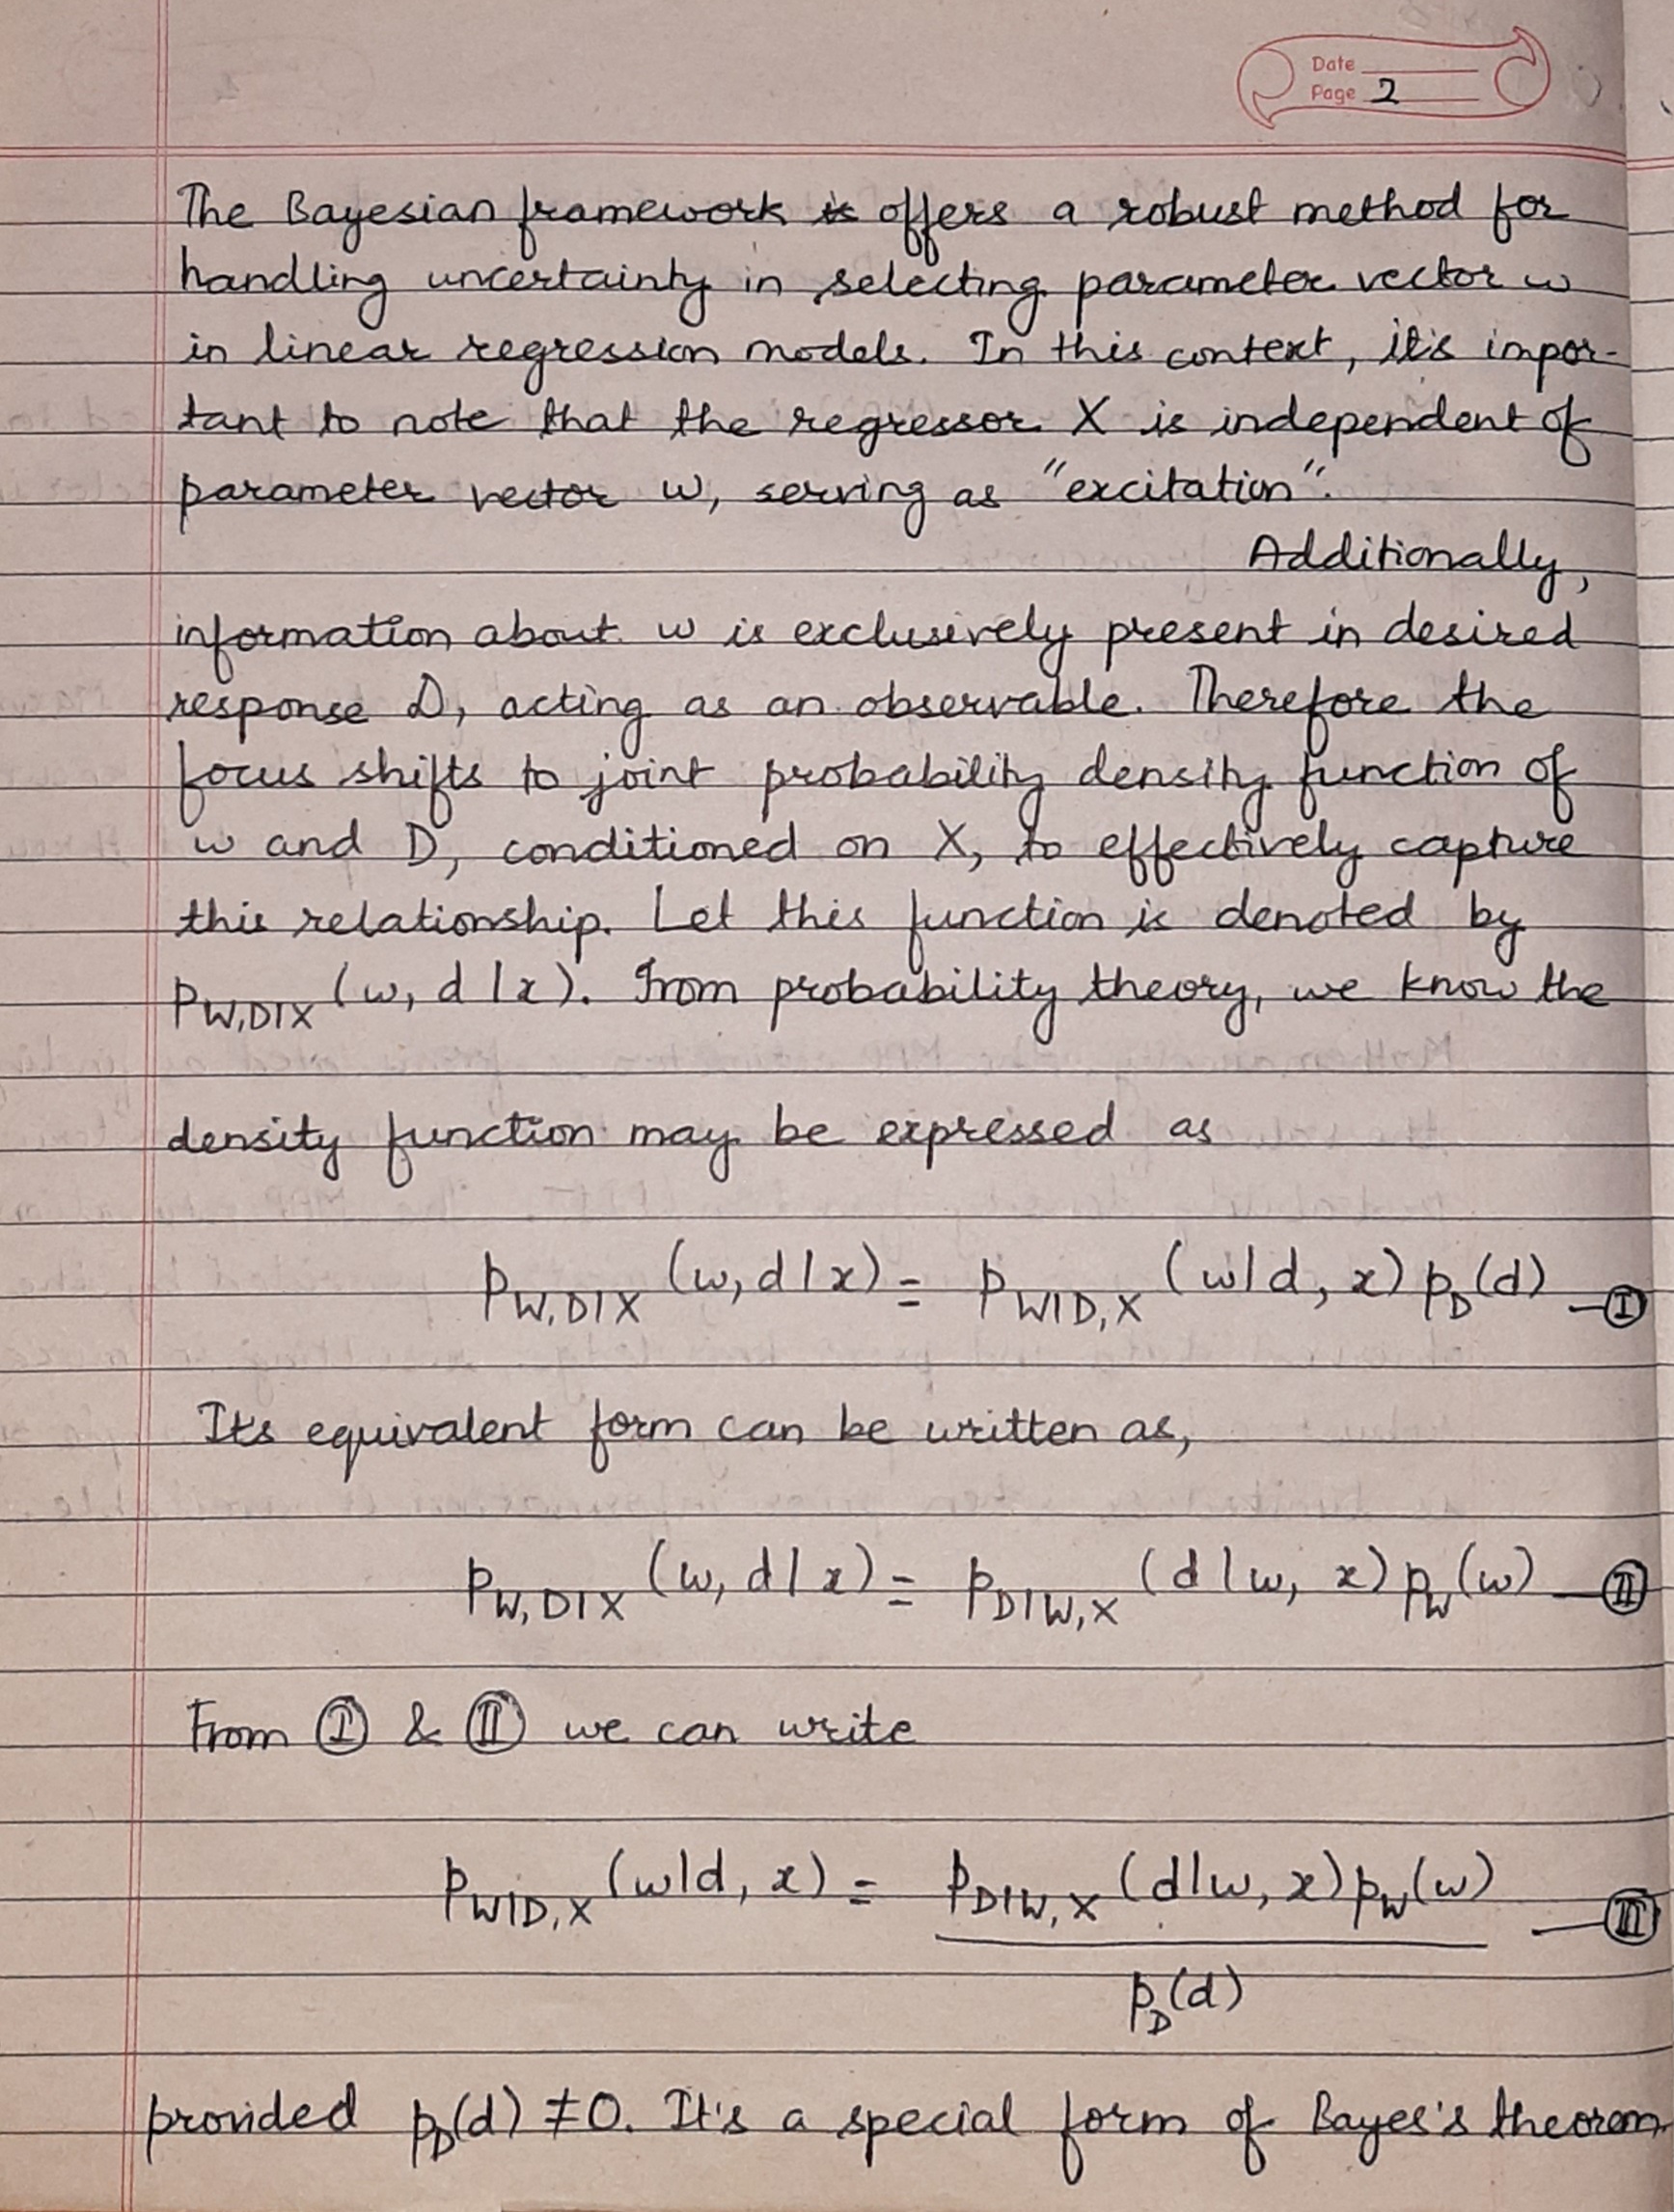 Date
Page 2
The Bayesian framework is offers a robust method for
handling uncertainty in selecting parameter vector w
in linear regression models. In this context, it's impor-
tant to note that the regressor X is independent of
parameter vector w, serving as "excitation".
Additionally,
information about w is exclusively present in desired
response D, acting as an observable. Therefore the
focus shifts to joint probability density function of
w and D, conditioned on X, to effectively capture
this relationship. Let this function is denoted by
p_{W,D|X} (w, d | x). From probability theory, we know the
density function may be expressed as
p_{W,D|X} (w, d | x) = p_{W|D,X} (w|d, x) p_D(d) — Ⓘ
Its equivalent form can be written as,
p_{W,D|X} (w, d | x) = p_{D|W,X} (d | w, x) p_W(w) — Ⓘⓘ
From Ⓘ & ⒾⒾ we can write
p_{W|D,X} (w|d, x) = p_{D|W,X} (d|w, x) p_W(w) — ⒾⒾⒾ
p_D(d)
provided p_D(d) ≠ 0. It's a special form of Bayes's theorem.